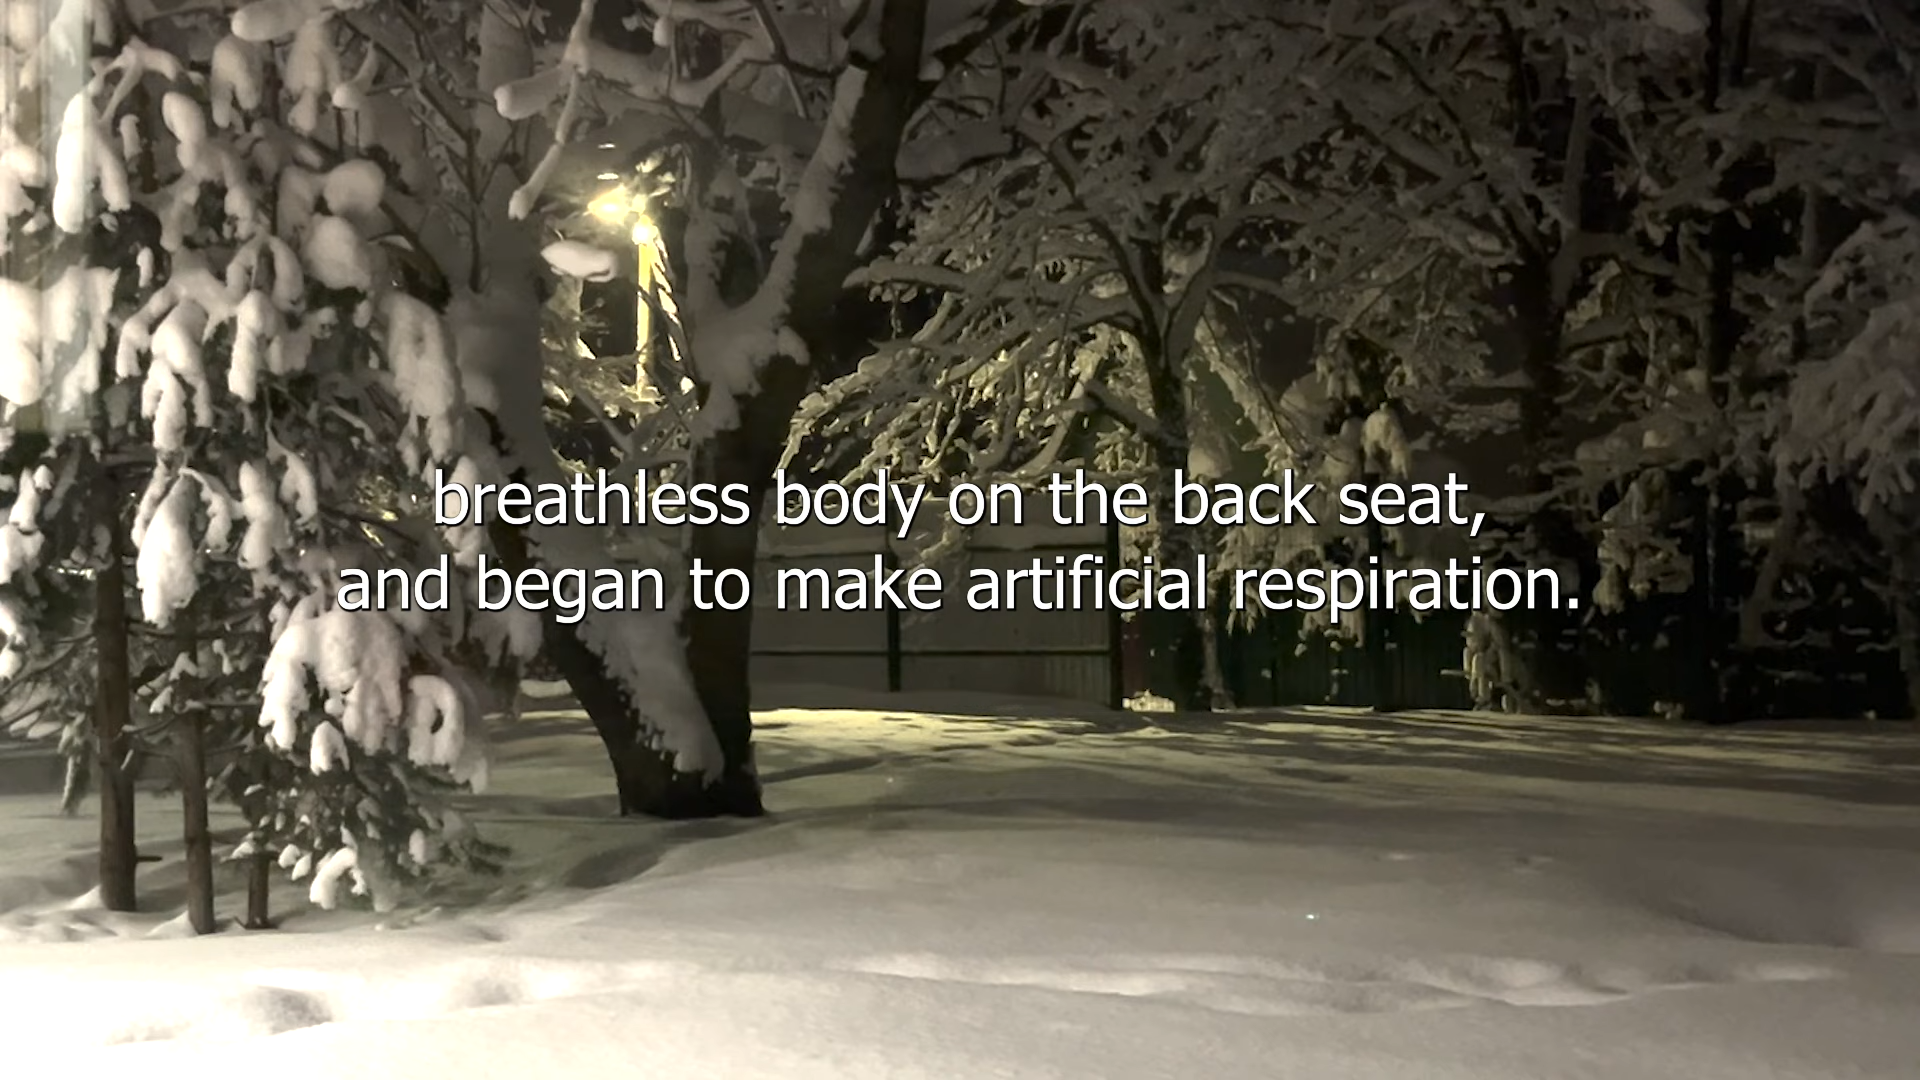 breathless body on the back seat,
and began to make artificial respiration.